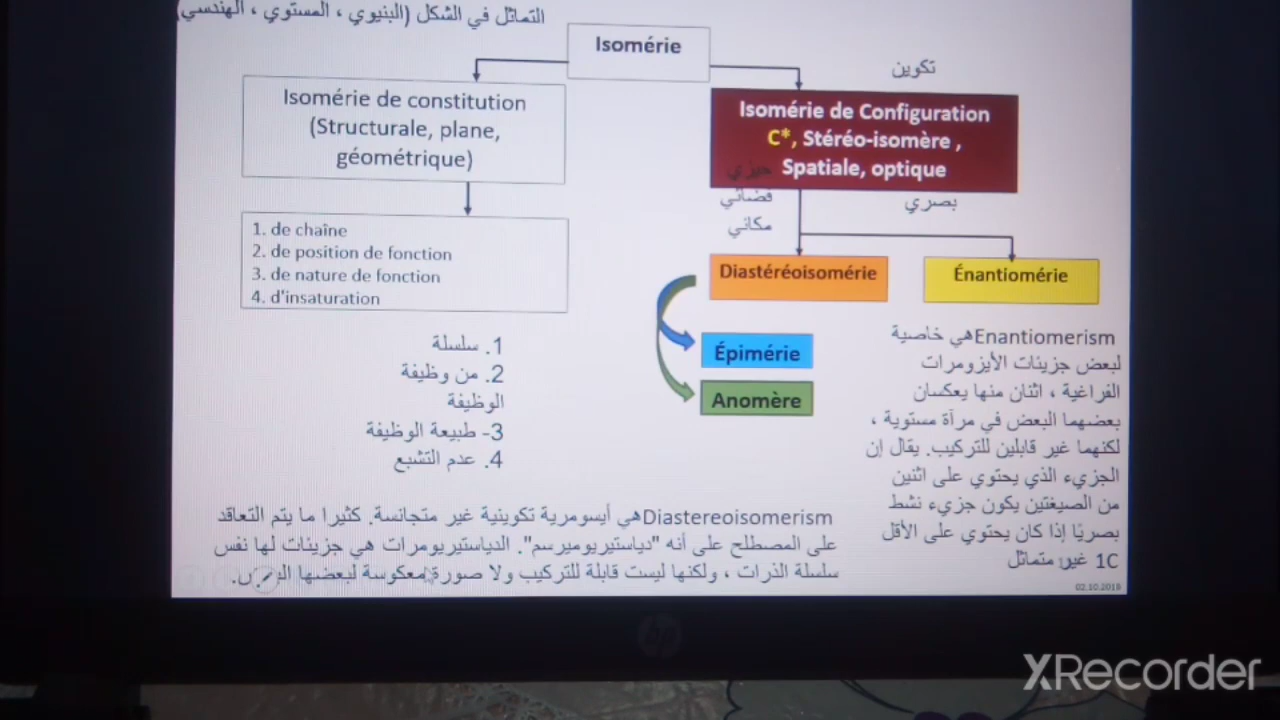 التماثل في الشكل (البنيوي ، المستوي ، الهندسي)
Isomérie
تكوين
Isomérie de constitution
(Structurale, plane,
géométrique)
Isomérie de Configuration
C*, Stéréo-isomère ,
Spatiale, optique
حيزي
فضائي
مكاني
بصري
1. de chaîne
2. de position de fonction
3. de nature de fonction
4. d'insaturation
Diastéréoisomérie
Énantiomérie
Épimérie
Anomère
1. سلسلة
2. من وظيفة
الوظيفة
3- طبيعة الوظيفة
4. عدم التشبع
Enantiomerismهي خاصية
لبعض جزيئات الأيزومرات
الفراغية ، اثنان منها يعكسان
بعضهما البعض في مرآة مستوية ،
لكنهما غير قابلين للتركيب. يقال إن
الجزيء الذي يحتوي على اثنين
من الصيغتين يكون جزيء نشط
بصريًا إذا كان يحتوي على الأقل
1C غير متماثل
Diastereoisomerismهي أيسومرية تكوينية غير متجانسة. كثيرا ما يتم التعاقد
على المصطلح على أنه "دياستيريوميرسم". الدياستيريومرات هي جزيئات لها نفس
سلسلة الذرات ، ولكنها ليست قابلة للتركيب ولا صورة معكوسة لبعضها
02.10.2018
hp
XRecorder